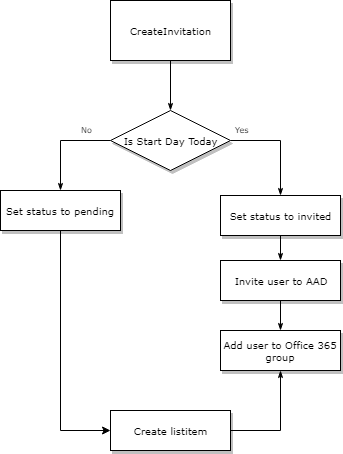 CreateInvitation
Is Start Day Today
No
Yes
Set status to pending
Set status to invited
Invite user to AAD
Add user to Office 365
group
Create listitem